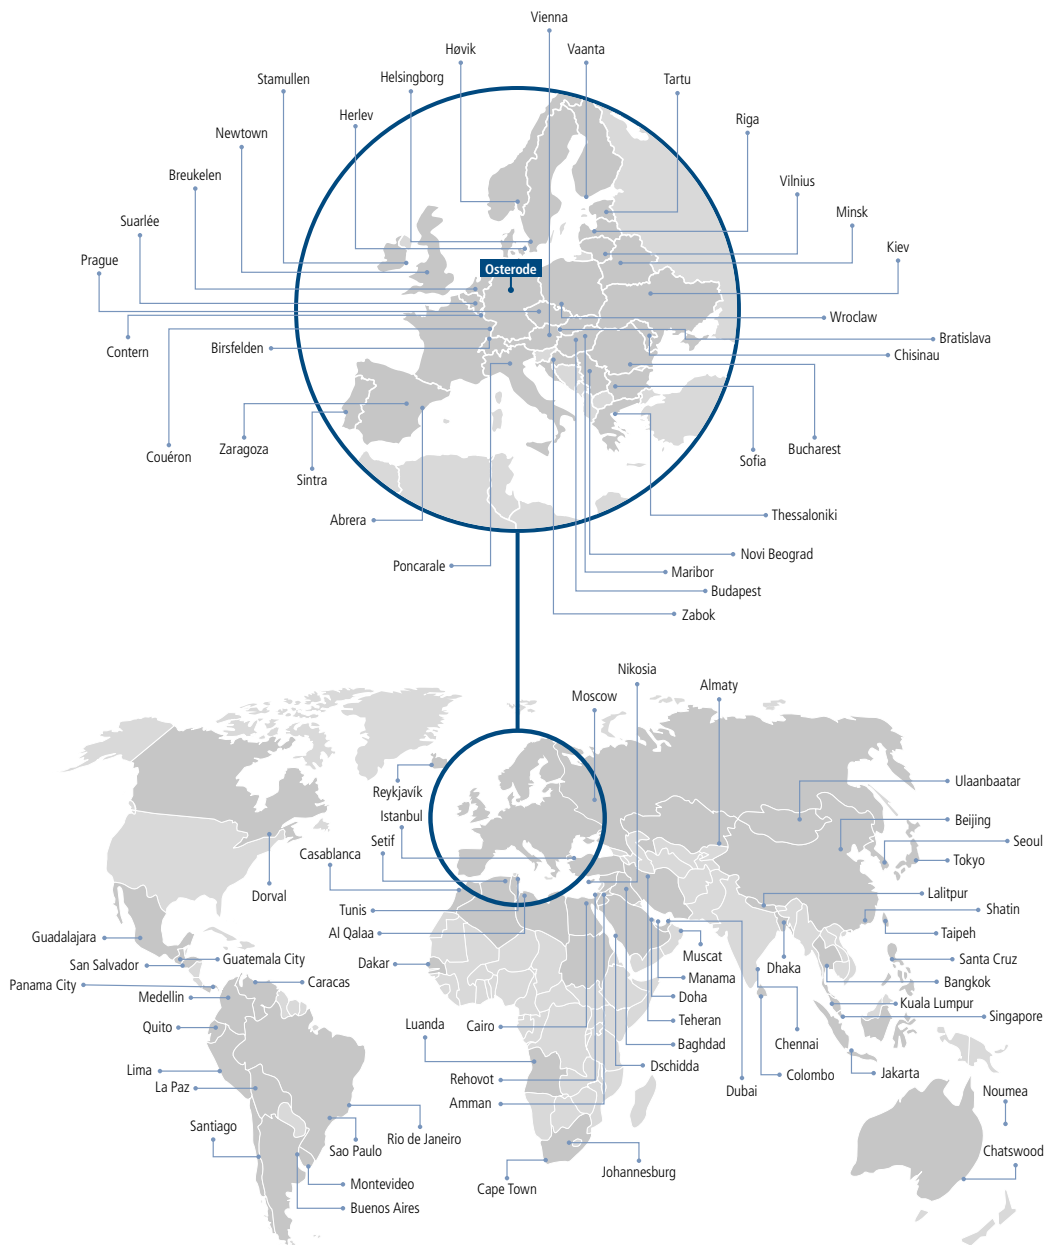 Vienna
Høvik
Vaanta
Stamullen
Helsingborg
Tartu
Herlev
Riga
Newtown
Breukelen
Vilnius
Suarlée
Minsk
Kiev
Prague
Osterode
Wroclaw
Contern
Birsfelden
Bratislava
Chisinau
Couéron
Zaragoza
Sofia
Bucharest
Sintra
Abrera
Thessaloniki
Poncarale
Novi Beograd
Maribor
Budapest
Zabok
Nikosia
Almaty
Moscow
Reykjavík
Ulaanbaatar
Istanbul
Beijing
Setif
Seoul
Casablanca
Tokyo
Dorval
Lalitpur
Tunis
Shatin
Al Qalaa
Taipeh
Guadalajara
Muscat
Guatemala City
San Salvador
Dakar
Dhaka
Santa Cruz
Panama City
Caracas
Manama
Bangkok
Medellin
Doha
Kuala Lumpur
Quito
Luanda
Cairo
Teheran
Singapore
Baghdad
Chennai
Lima
Dschidda
La Paz
Rehovot
Dubai
Colombo
Jakarta
Amman
Noumea
Santiago
Rio de Janeiro
Sao Paulo
Chatswood
Johannesburg
Montevideo
Cape Town
Buenos Aires